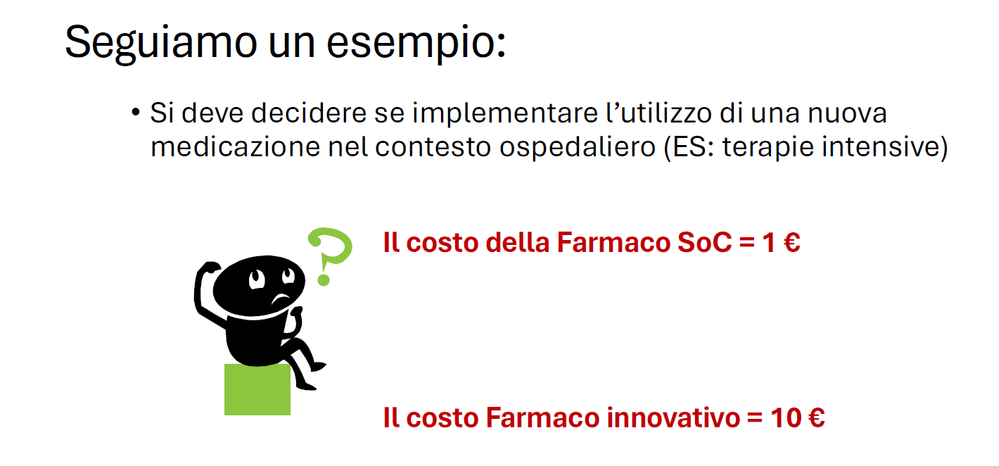 Seguiamo un esempio:
• Si deve decidere se implementare l’utilizzo di una nuova
medicazione nel contesto ospedaliero (ES: terapie intensive)
?
Il costo della Farmaco SoC = 1 €
Il costo Farmaco innovativo = 10 €